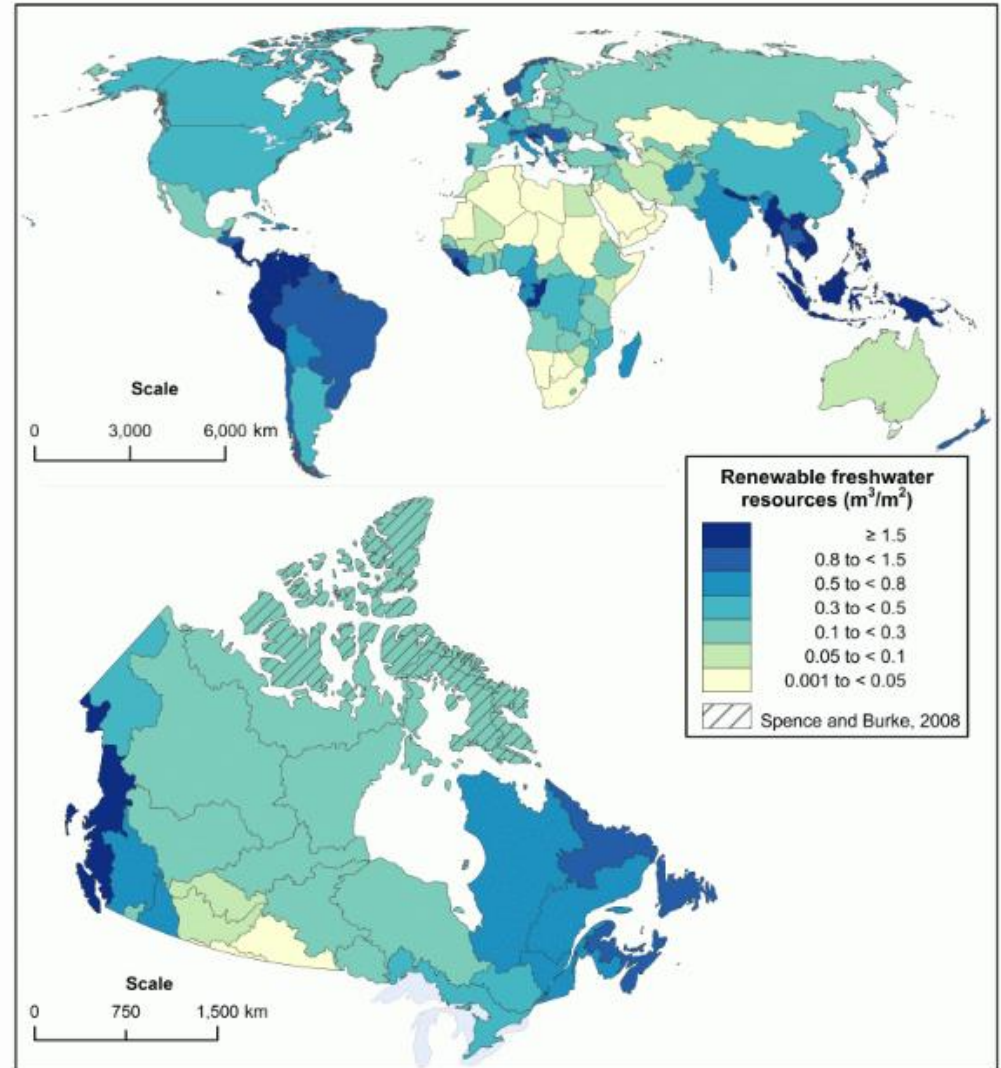 Scale
0 3,000 6,000 km
Renewable freshwater
resources (m³/m²)
≥ 1.5
0.8 to < 1.5
0.5 to < 0.8
0.3 to < 0.5
0.1 to < 0.3
0.05 to < 0.1
0.001 to < 0.05
Spence and Burke, 2008
Scale
0 750 1,500 km